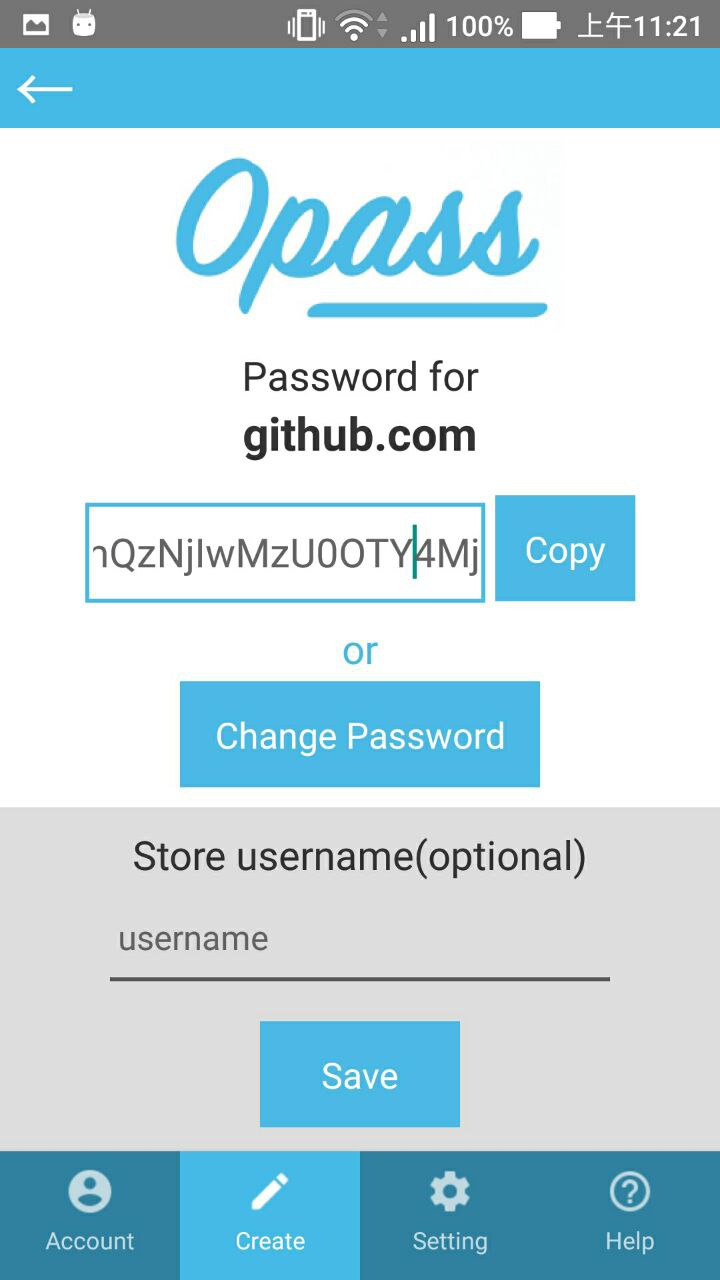 100% 上午11:21
Opass
Password for
github.com
nQzNjIwMzU0OTY4Mj
Copy
or
Change Password
Store username(optional)
username
Save
Account Create Setting Help